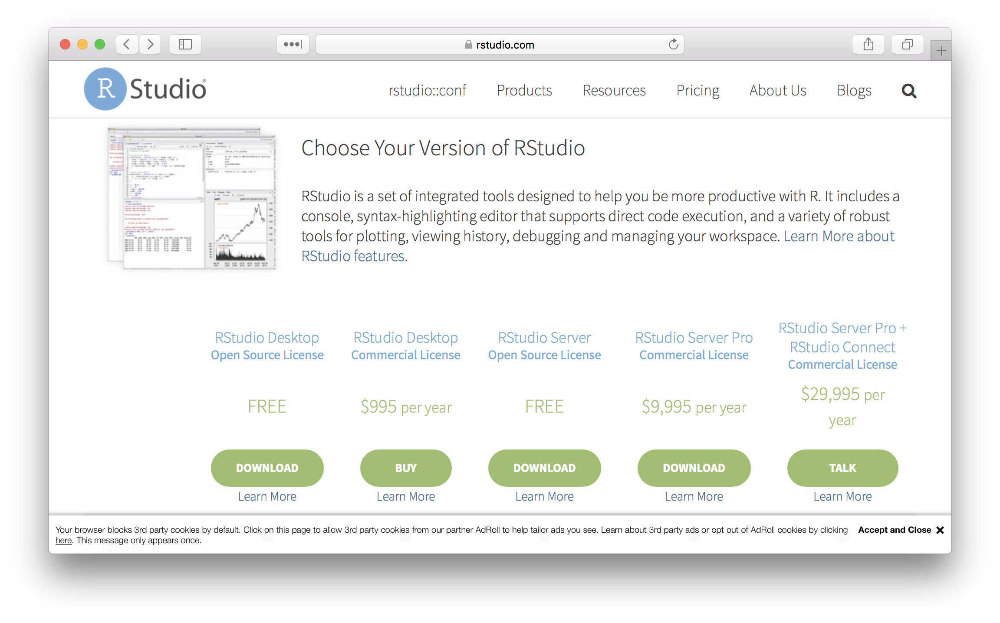 rstudio.com
R Studio®
rstudio::conf
Products
Resources
Pricing
About Us
Blogs
Choose Your Version of RStudio
RStudio is a set of integrated tools designed to help you be more productive with R. It includes a
console, syntax-highlighting editor that supports direct code execution, and a variety of robust
tools for plotting, viewing history, debugging and managing your workspace. Learn More about
RStudio features.
RStudio Desktop
Open Source License
FREE
DOWNLOAD
Learn More
RStudio Desktop
Commercial License
$995 per year
BUY
Learn More
RStudio Server
Open Source License
FREE
DOWNLOAD
Learn More
RStudio Server Pro
Commercial License
$9,995 per year
DOWNLOAD
Learn More
RStudio Server Pro +
RStudio Connect
Commercial License
$29,995 per
year
TALK
Learn More
Your browser blocks 3rd party cookies by default. Click on this page to allow 3rd party cookies from our partner AdRoll to help tailor ads you see. Learn about 3rd party ads or opt out of AdRoll cookies by clicking
here. This message only appears once.
Accept and Close
Tools for R